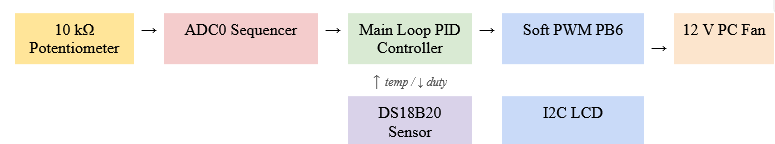 10 kΩ
Potentiometer
→
ADC0 Sequencer
→
Main Loop PID
Controller
→
Soft PWM PB6
→
12 V PC Fan
↑ temp / ↓ duty
DS18B20
Sensor
I2C LCD